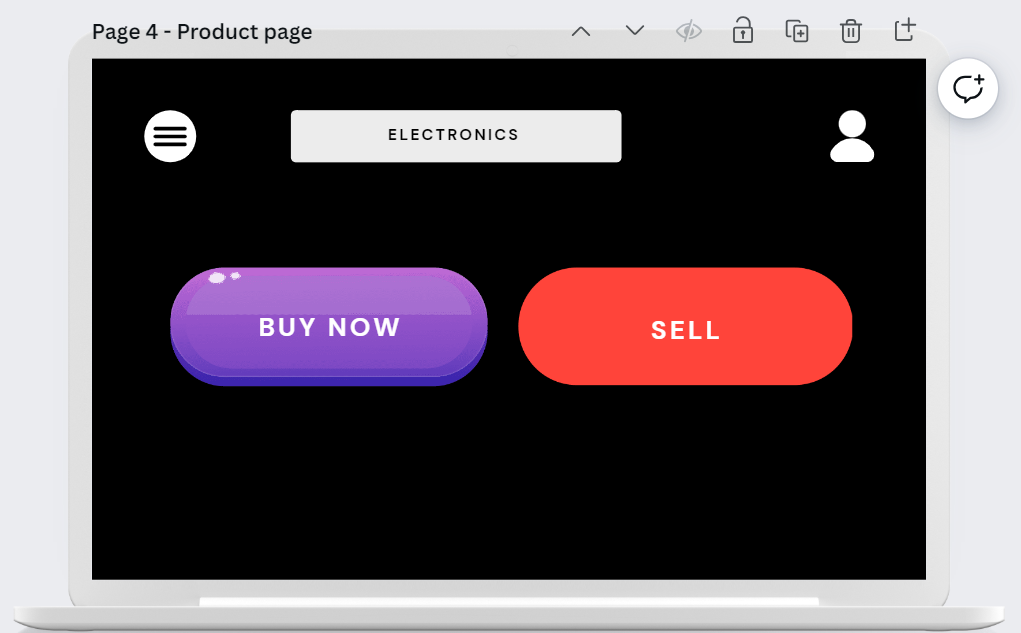 Page 4 - Product page
ELECTRONICS
BUY NOW
SELL